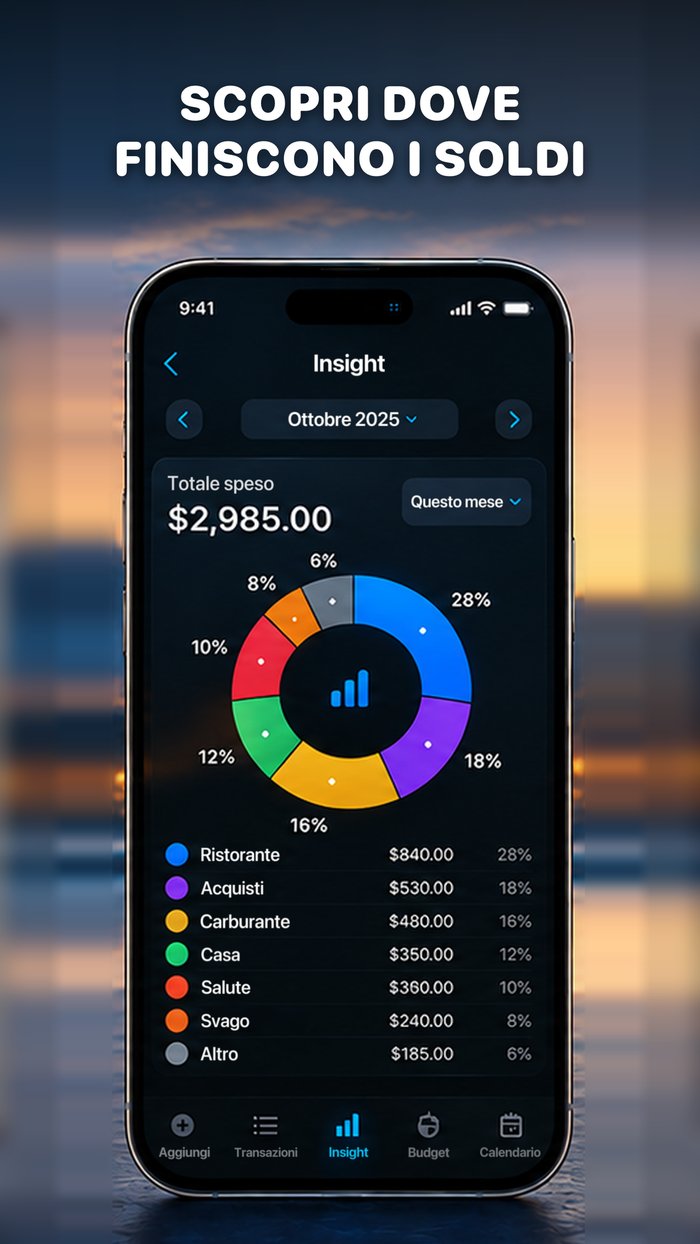 SCOPRI DOVE
FINISCONO I SOLDI
9:41
Insight
Ottobre 2025
Totale speso
$2,985.00
Questo mese
6%
8%
28%
10%
12%
18%
16%
Ristorante $840.00 28%
Acquisti $530.00 18%
Carburante $480.00 16%
Casa $350.00 12%
Salute $360.00 10%
Svago $240.00 8%
Altro $185.00 6%
Aggiungi Transazioni Insight Budget Calendario